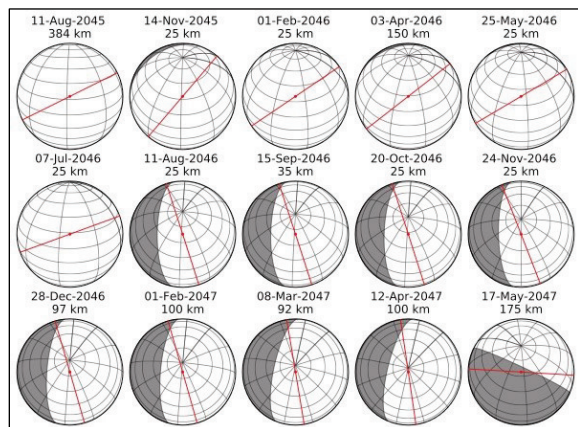 11-Aug-2045 14-Nov-2045 01-Feb-2046 03-Apr-2046 25-May-2046
384 km 25 km 25 km 150 km 25 km
07-Jul-2046 11-Aug-2046 15-Sep-2046 20-Oct-2046 24-Nov-2046
25 km 25 km 35 km 25 km 25 km
28-Dec-2046 01-Feb-2047 08-Mar-2047 12-Apr-2047 17-May-2047
97 km 100 km 92 km 100 km 175 km